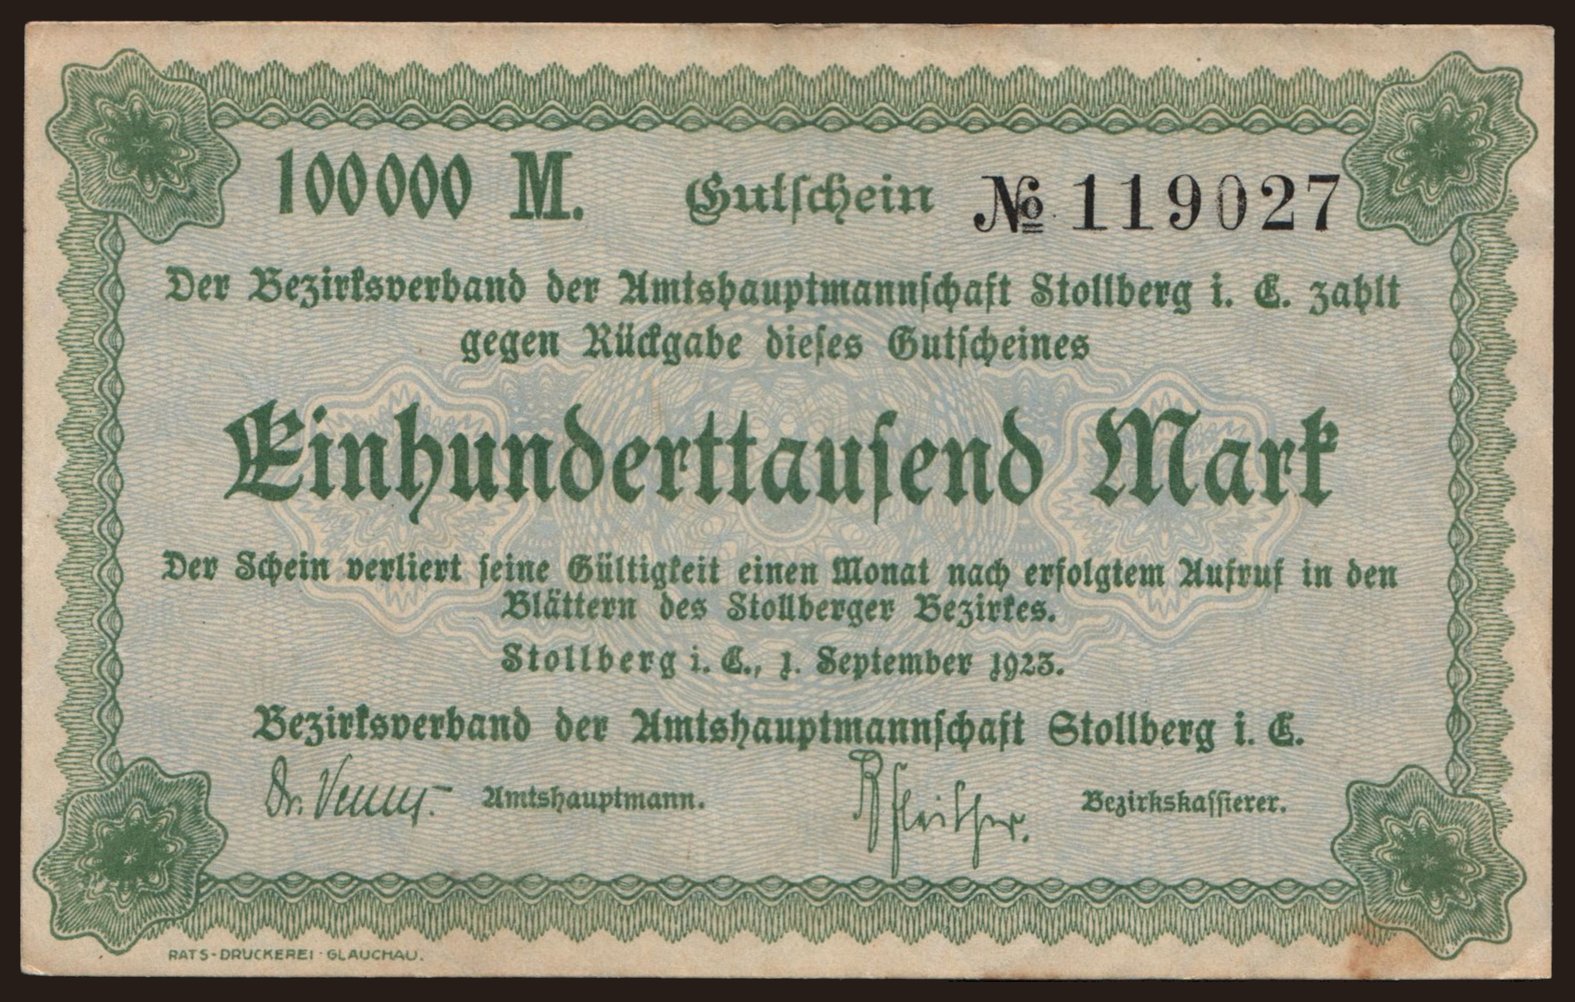 100000 M. Gutschein № 119027
Der Bezirksverband der Amtshauptmannschaft Stollberg i. E. zahlt
gegen Rückgabe dieses Gutscheines
Einhunderttausend Mark
Der Schein verliert seine Gültigkeit einen Monat nach erfolgtem Aufruf in den
Blättern des Stollberger Bezirkes.
Stollberg i. E., 1. September 1923.
Bezirksverband der Amtshauptmannschaft Stollberg i. E.
Dr. Amtshauptmann. Bezirkskassierer.
RATS-DRUCKEREI · GLAUCHAU.